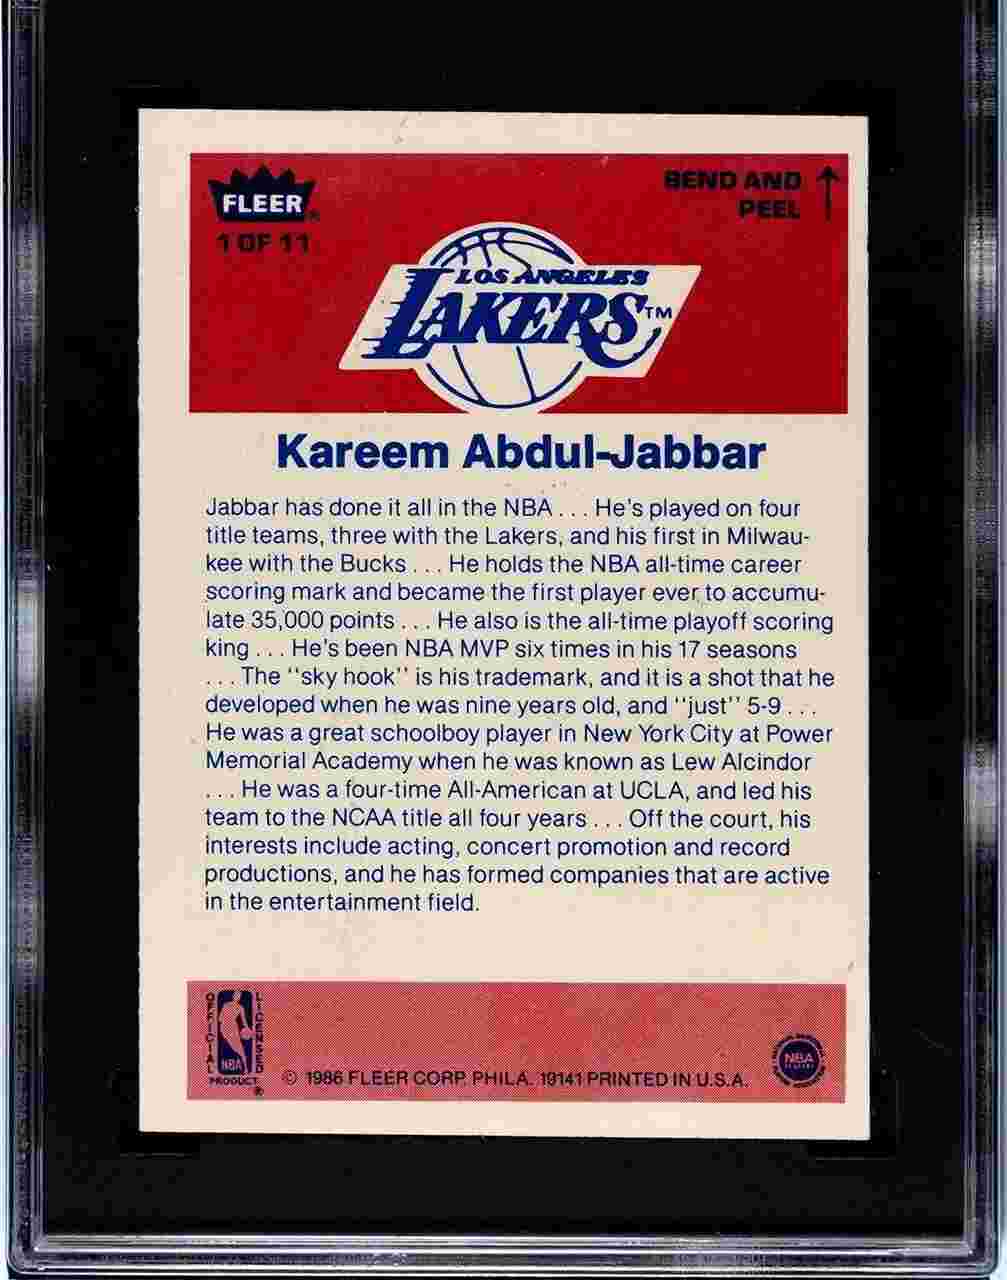 FLEER®
1 OF 11
BEND AND
PEEL
LOS ANGELES
LAKERS™
Kareem Abdul-Jabbar
Jabbar has done it all in the NBA . . . He's played on four
title teams, three with the Lakers, and his first in Milwau-
kee with the Bucks . . . He holds the NBA all-time career
scoring mark and became the first player ever to accumu-
late 35,000 points . . . He also is the all-time playoff scoring
king . . . He's been NBA MVP six times in his 17 seasons
. . . The "sky hook" is his trademark, and it is a shot that he
developed when he was nine years old, and "just" 5-9 . . .
He was a great schoolboy player in New York City at Power
Memorial Academy when he was known as Lew Alcindor
. . . He was a four-time All-American at UCLA, and led his
team to the NCAA title all four years . . . Off the court, his
interests include acting, concert promotion and record
productions, and he has formed companies that are active
in the entertainment field.
OFFICIAL
NBA
LICENSED
PRODUCT
®
© 1986 FLEER CORP. PHILA. 19141 PRINTED IN U.S.A.
NBA